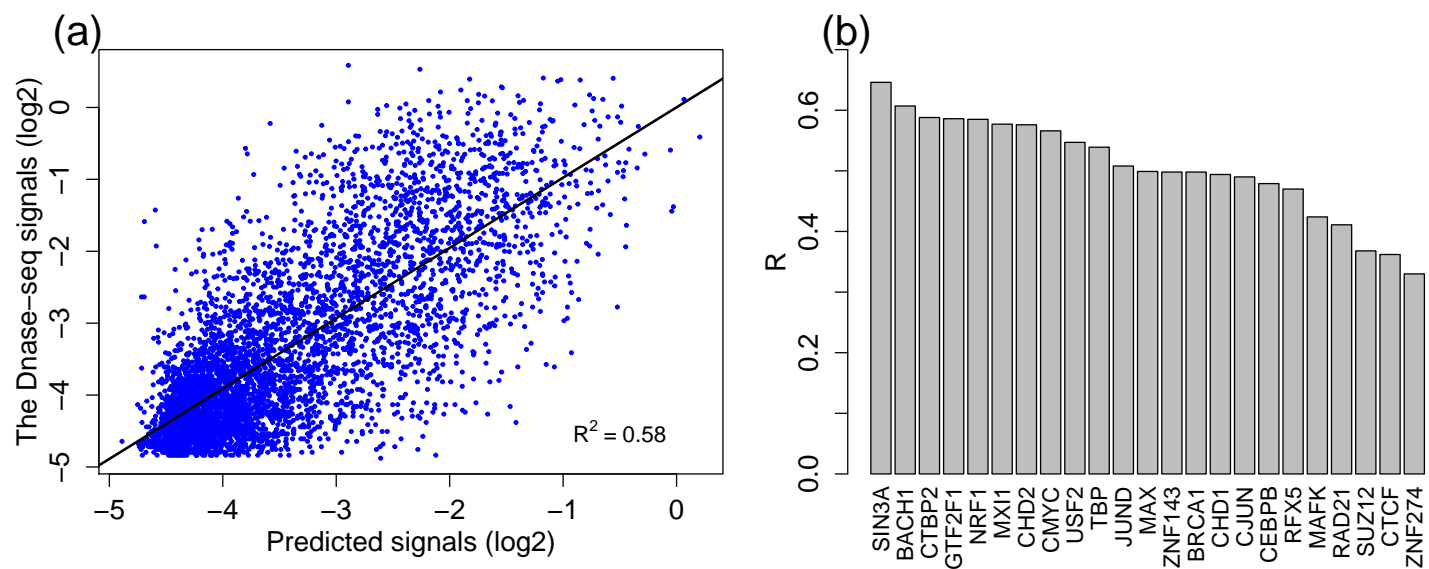 (a)
The Dnase−seq signals (log2)
0
−1
−2
−3
−4
−5
R² = 0.58
−5 −4 −3 −2 −1 0
Predicted signals (log2)
(b)
R
0.6
0.4
0.2
0.0
SIN3A
BACH1
CTBP2
GTF2F1
NRF1
MXI1
CHD2
CMYC
USF2
TBP
JUND
MAX
ZNF143
BRCA1
CHD1
CJUN
CEBPB
RFX5
MAFK
RAD21
SUZ12
CTCF
ZNF274